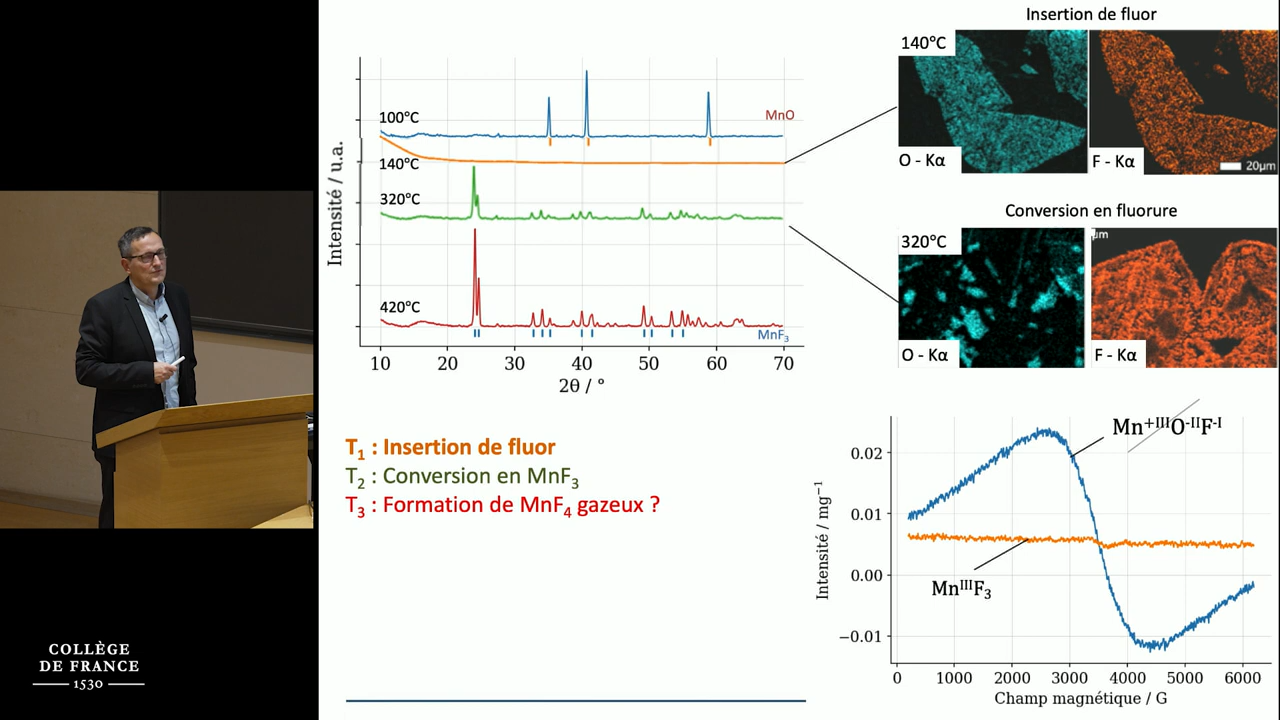 Insertion de fluor
140°C
O - Kα
F - Kα
20μm
Conversion en fluorure
320°C
μm
O - Kα
F - Kα
Intensité / u.a.
100°C
MnO
140°C
320°C
420°C
MnF3
10 20 30 40 50 60 70
2θ / °
T1 : Insertion de fluor
T2 : Conversion en MnF3
T3 : Formation de MnF4 gazeux ?
Intensité / mg⁻¹
0.02
0.01
0.00
−0.01
Mn+IIIO-IIF-I
MnIIIF3
0 1000 2000 3000 4000 5000 6000
Champ magnétique / G
COLLÈGE
DE FRANCE
1530